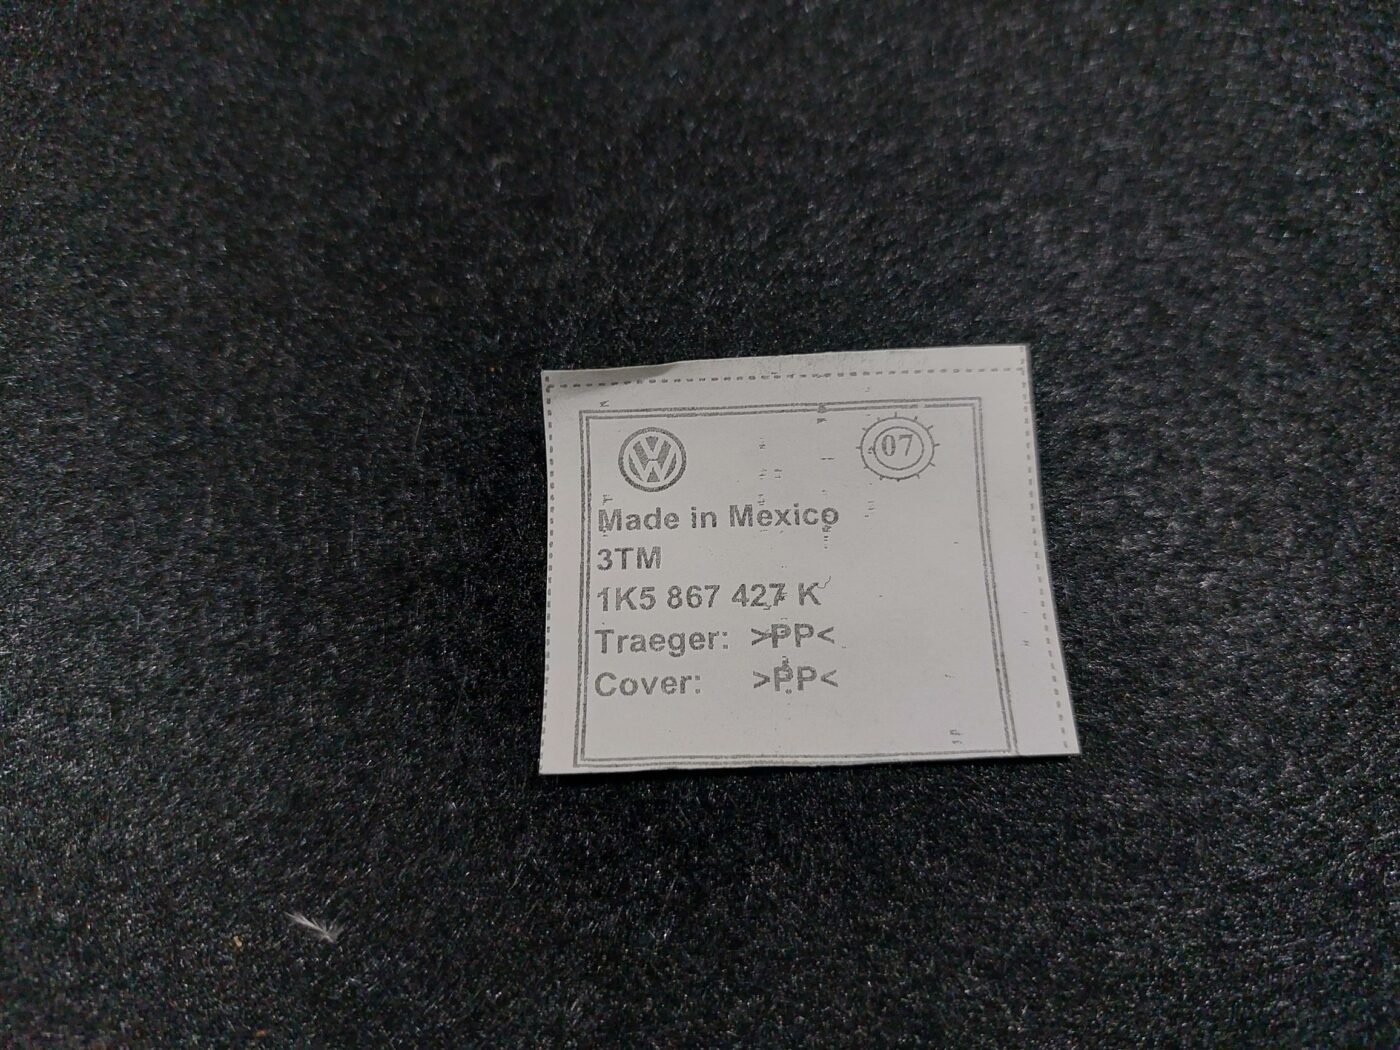 07
Made in Mexico
3TM
1K5 867 427 K
Traeger: >PP<
Cover: >PP<